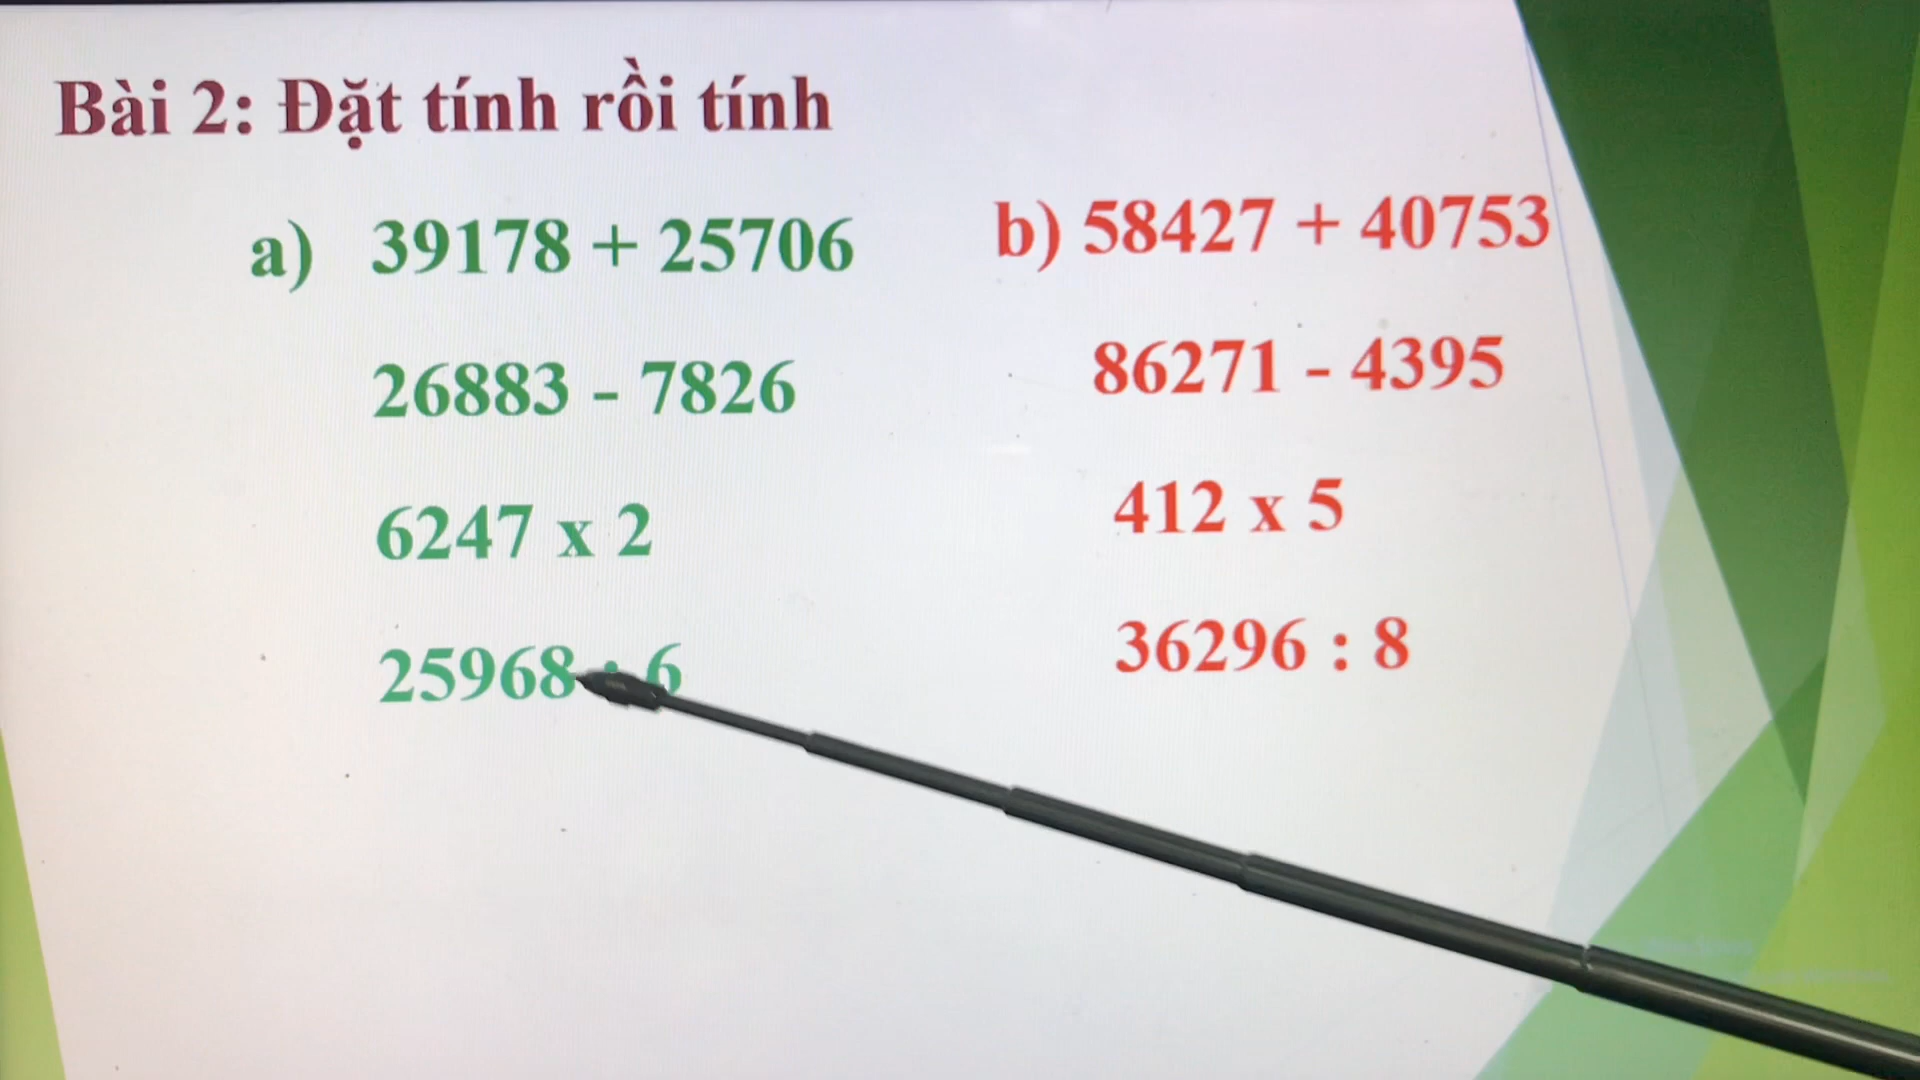 Bài 2: Đặt tính rồi tính
a) 39178 + 25706
26883 - 7826
6247 x 2
25968 : 6
b) 58427 + 40753
86271 - 4395
412 x 5
36296 : 8